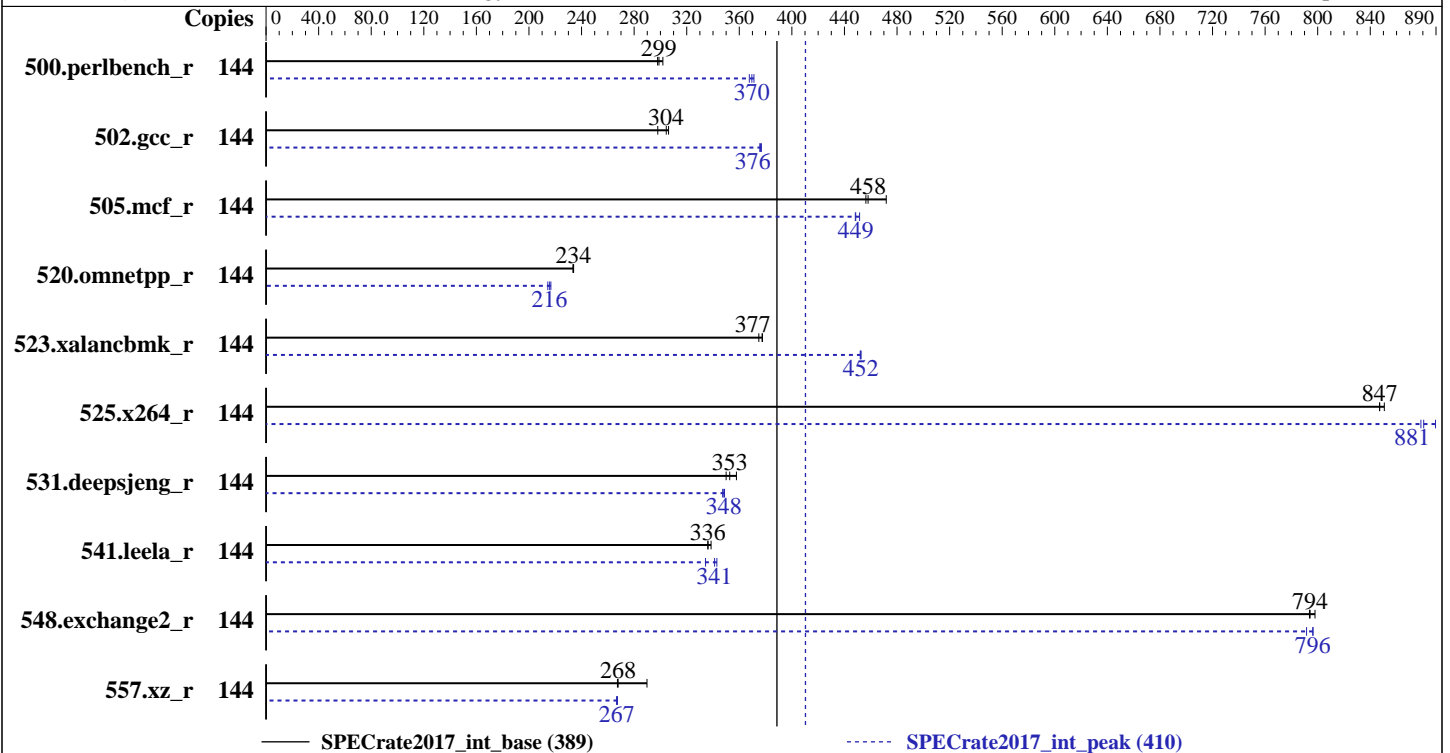 Copies 0 40.0 80.0 120 160 200 240 280 320 360 400 440 480 520 560 600 640 680 720 760 800 840 890
299
500.perlbench_r 144
370
304
502.gcc_r 144
376
458
505.mcf_r 144
449
234
520.omnetpp_r 144
216
377
523.xalancbmk_r 144
452
847
525.x264_r 144
881
353
531.deepsjeng_r 144
348
336
541.leela_r 144
341
794
548.exchange2_r 144
796
268
557.xz_r 144
267
SPECrate2017_int_base (389) SPECrate2017_int_peak (410)